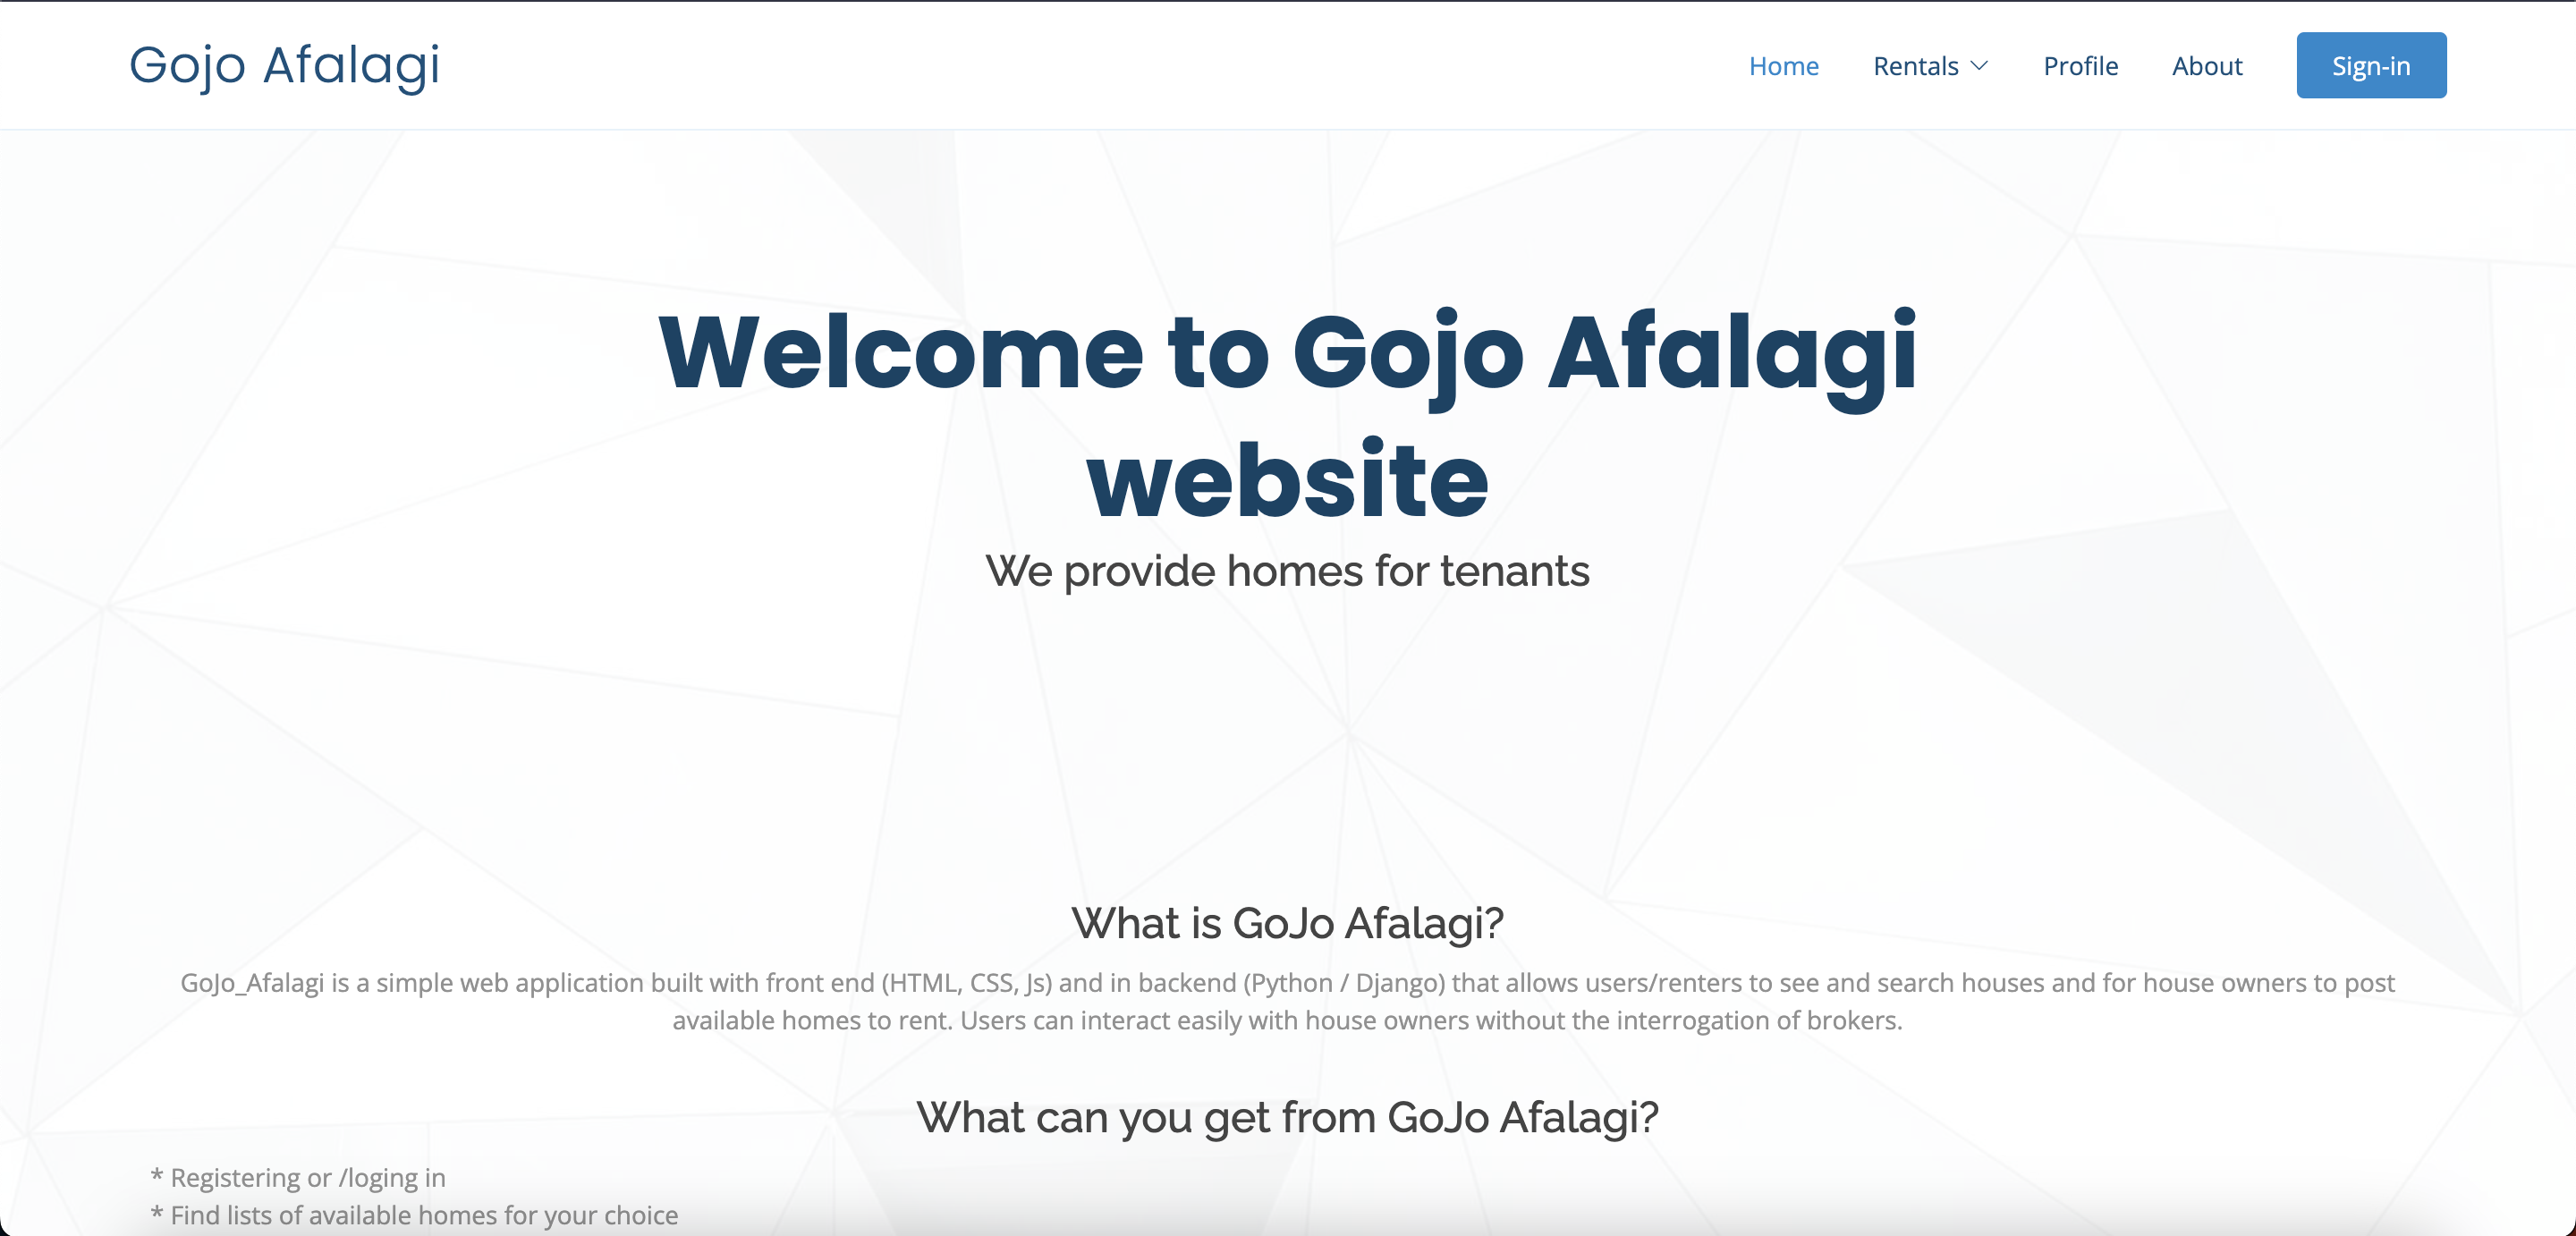 Gojo Afalagi
Home Rentals Profile About Sign-in
Welcome to Gojo Afalagi
website
We provide homes for tenants
What is GoJo Afalagi?
GoJo_Afalagi is a simple web application built with front end (HTML, CSS, Js) and in backend (Python / Django) that allows users/renters to see and search houses and for house owners to post
available homes to rent. Users can interact easily with house owners without the interrogation of brokers.
What can you get from GoJo Afalagi?
* Registering or /loging in
* Find lists of available homes for your choice